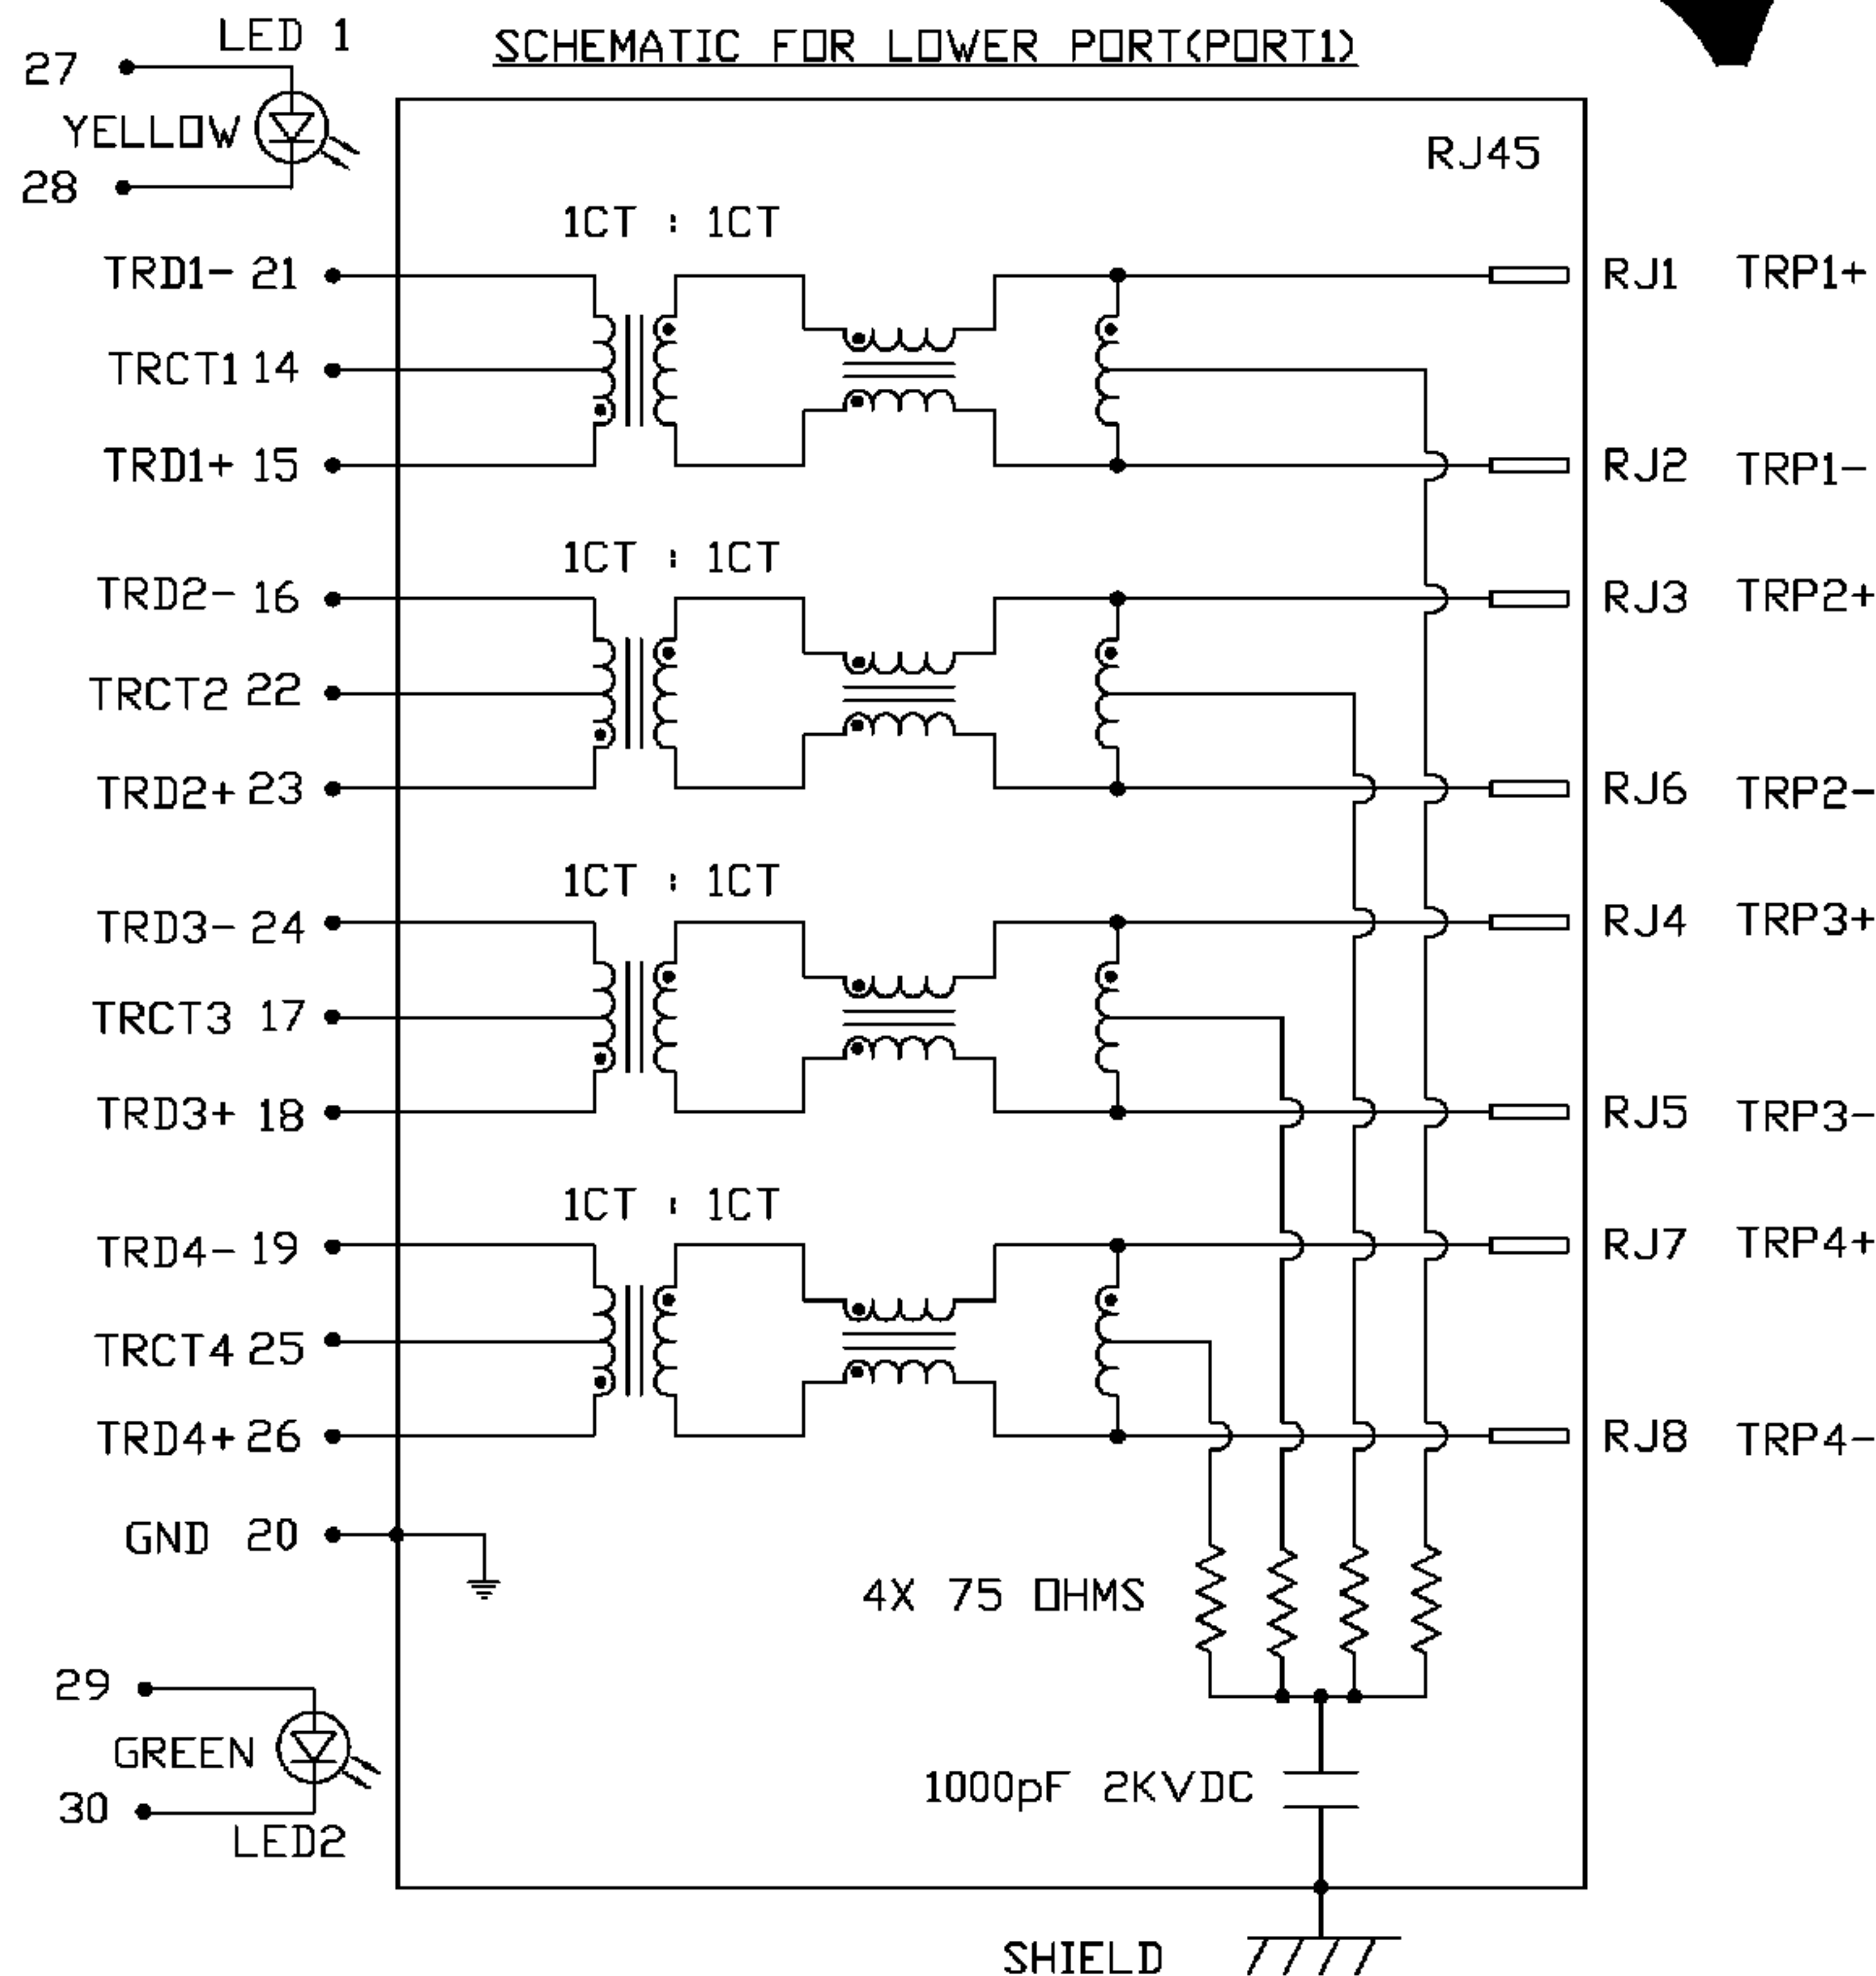 LED 1
SCHEMATIC FOR LOWER PORT(PORT1)
27
YELLOW
28
RJ45
1CT : 1CT
TRD1- 21
RJ1 TRP1+
TRCT1 14
TRD1+ 15
RJ2 TRP1-
1CT : 1CT
TRD2- 16
RJ3 TRP2+
TRCT2 22
TRD2+ 23
RJ6 TRP2-
1CT : 1CT
TRD3- 24
RJ4 TRP3+
TRCT3 17
TRD3+ 18
RJ5 TRP3-
1CT : 1CT
TRD4- 19
RJ7 TRP4+
TRCT4 25
TRD4+ 26
RJ8 TRP4-
GND 20
4X 75 OHMS
29
GREEN
1000pF 2KVDC
30
LED2
SHIELD